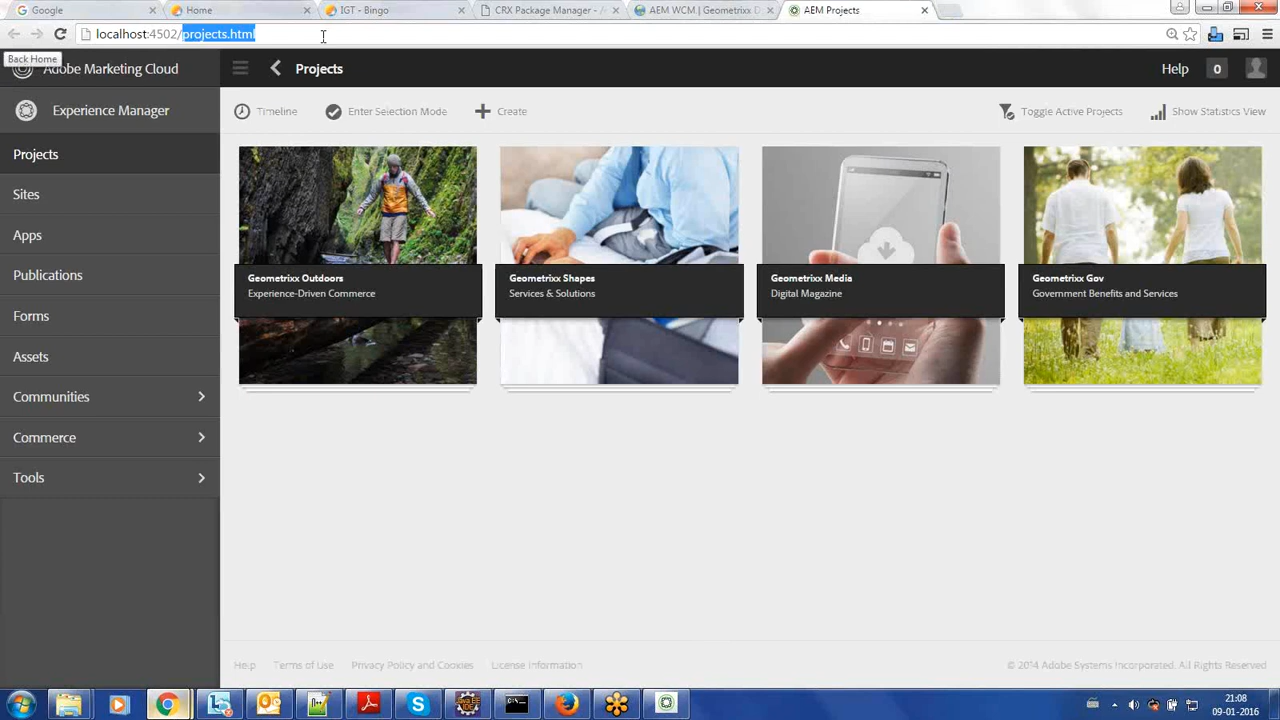 Google
Home
IGT - Bingo
CRX Package Manager - A
AEM WCM | Geometrixx D
AEM Projects
localhost:4502/projects.html
Back Home
Adobe Marketing Cloud
Projects
Help
0
Experience Manager
Timeline
Enter Selection Mode
Create
Toggle Active Projects
Show Statistics View
Projects
Sites
Apps
Publications
Forms
Assets
Communities
Commerce
Tools
Geometrixx Outdoors
Experience-Driven Commerce
Geometrixx Shapes
Services & Solutions
Geometrixx Media
Digital Magazine
Geometrixx Gov
Government Benefits and Services
Help
Terms of Use
Privacy Policy and Cookies
License Information
© 2014 Adobe Systems Incorporated. All Rights Reserved
21:08
09-01-2016